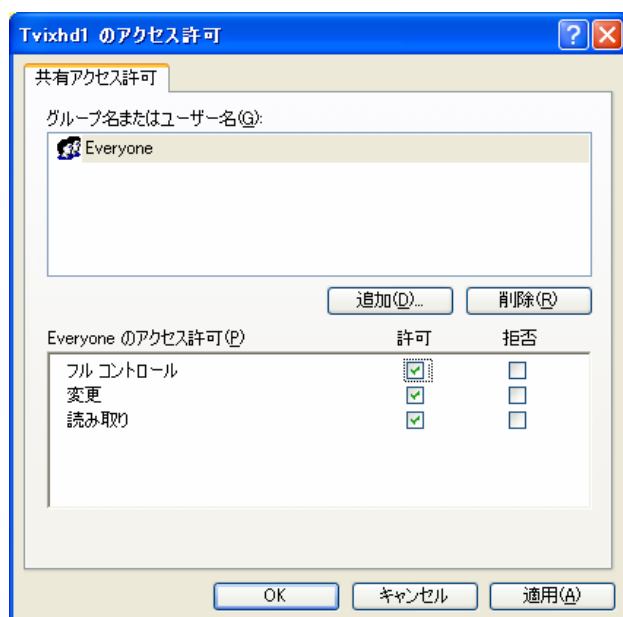 Tvixhd1 のアクセス許可
共有アクセス許可
グループ名またはユーザー名(G):
Everyone
追加(D)... 削除(R)
Everyone のアクセス許可(P) 許可 拒否
フル コントロール
変更
読み取り
OK キャンセル 適用(A)